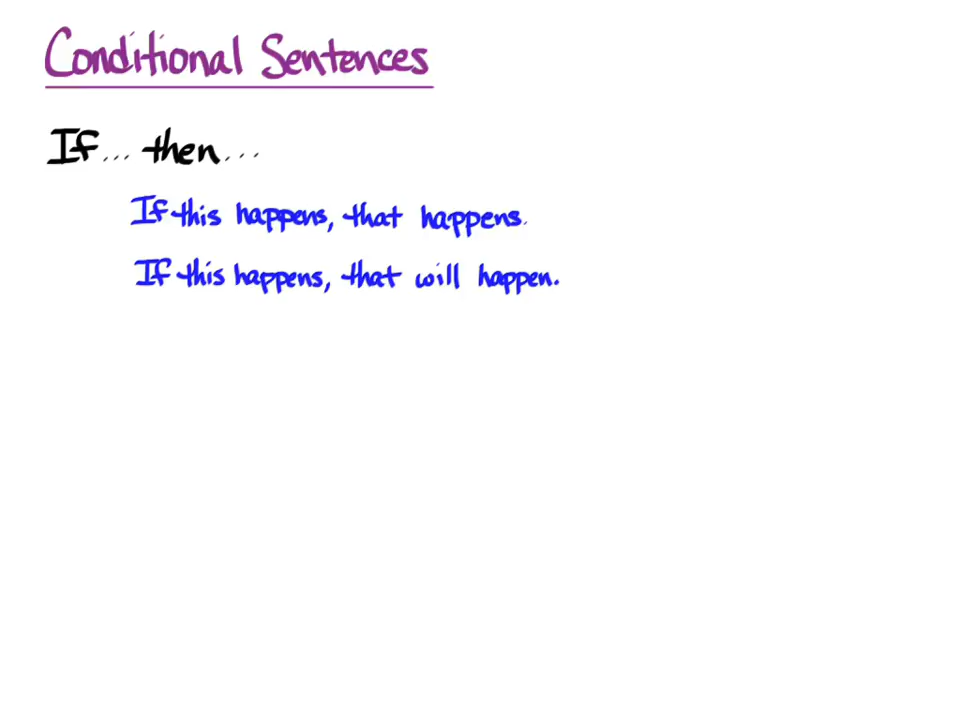 Conditional Sentences
If... then...
If this happens, that happens.
If this happens, that will happen.